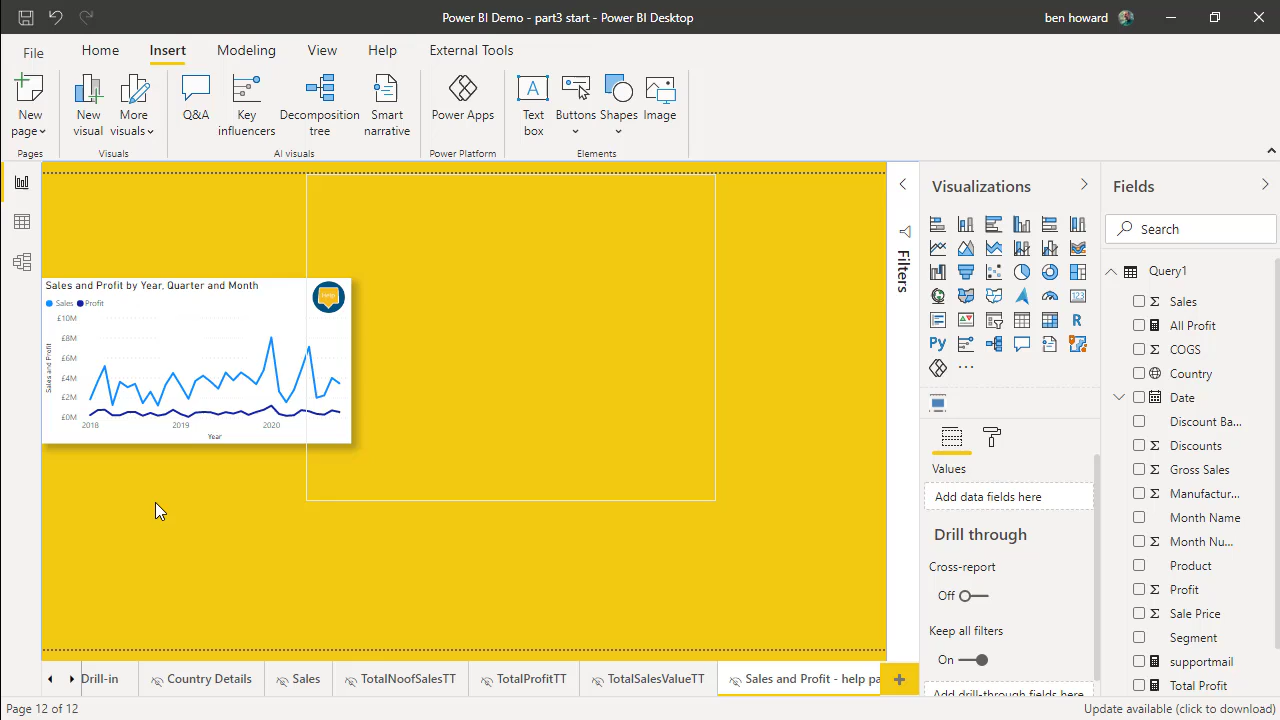 Power BI Demo - part3 start - Power BI Desktop
ben howard
File
Home
Insert
Modeling
View
Help
External Tools
New
page
New
visual
More
visuals
Q&A
Key
influencers
Decomposition
tree
Smart
narrative
Power Apps
Text
box
Buttons
Shapes
Image
Pages
Visuals
AI visuals
Power Platform
Elements
Sales and Profit by Year, Quarter and Month
Sales
Profit
£10M
£8M
£6M
£4M
£2M
£0M
Sales and Profit
2018
2019
2020
Year
Filters
Visualizations
Values
Add data fields here
Drill through
Cross-report
Off
Keep all filters
On
Add drill-through fields here
Fields
Search
Query1
Sales
All Profit
COGS
Country
Date
Discount Ba...
Discounts
Gross Sales
Manufactur...
Month Name
Month Nu...
Product
Profit
Sale Price
Segment
supportmail
Total Profit
Drill-in
Country Details
Sales
TotalNoofSalesTT
TotalProfitTT
TotalSalesValueTT
Sales and Profit - help pa
Page 12 of 12
Update available (click to download)